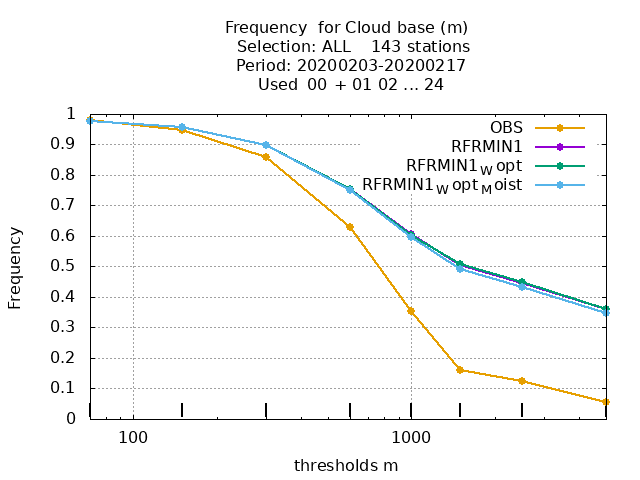 Frequency  for Cloud base (m)
Selection: ALL    143 stations
Period: 20200203-20200217
Used  00  + 01 02 ... 24
OBS
RFRMIN1
RFRMIN1_W opt
RFRMIN1_W opt_M oist
1
0.9
0.8
0.7
0.6
0.5
0.4
0.3
0.2
0.1
0
Frequency
100 1000
thresholds m